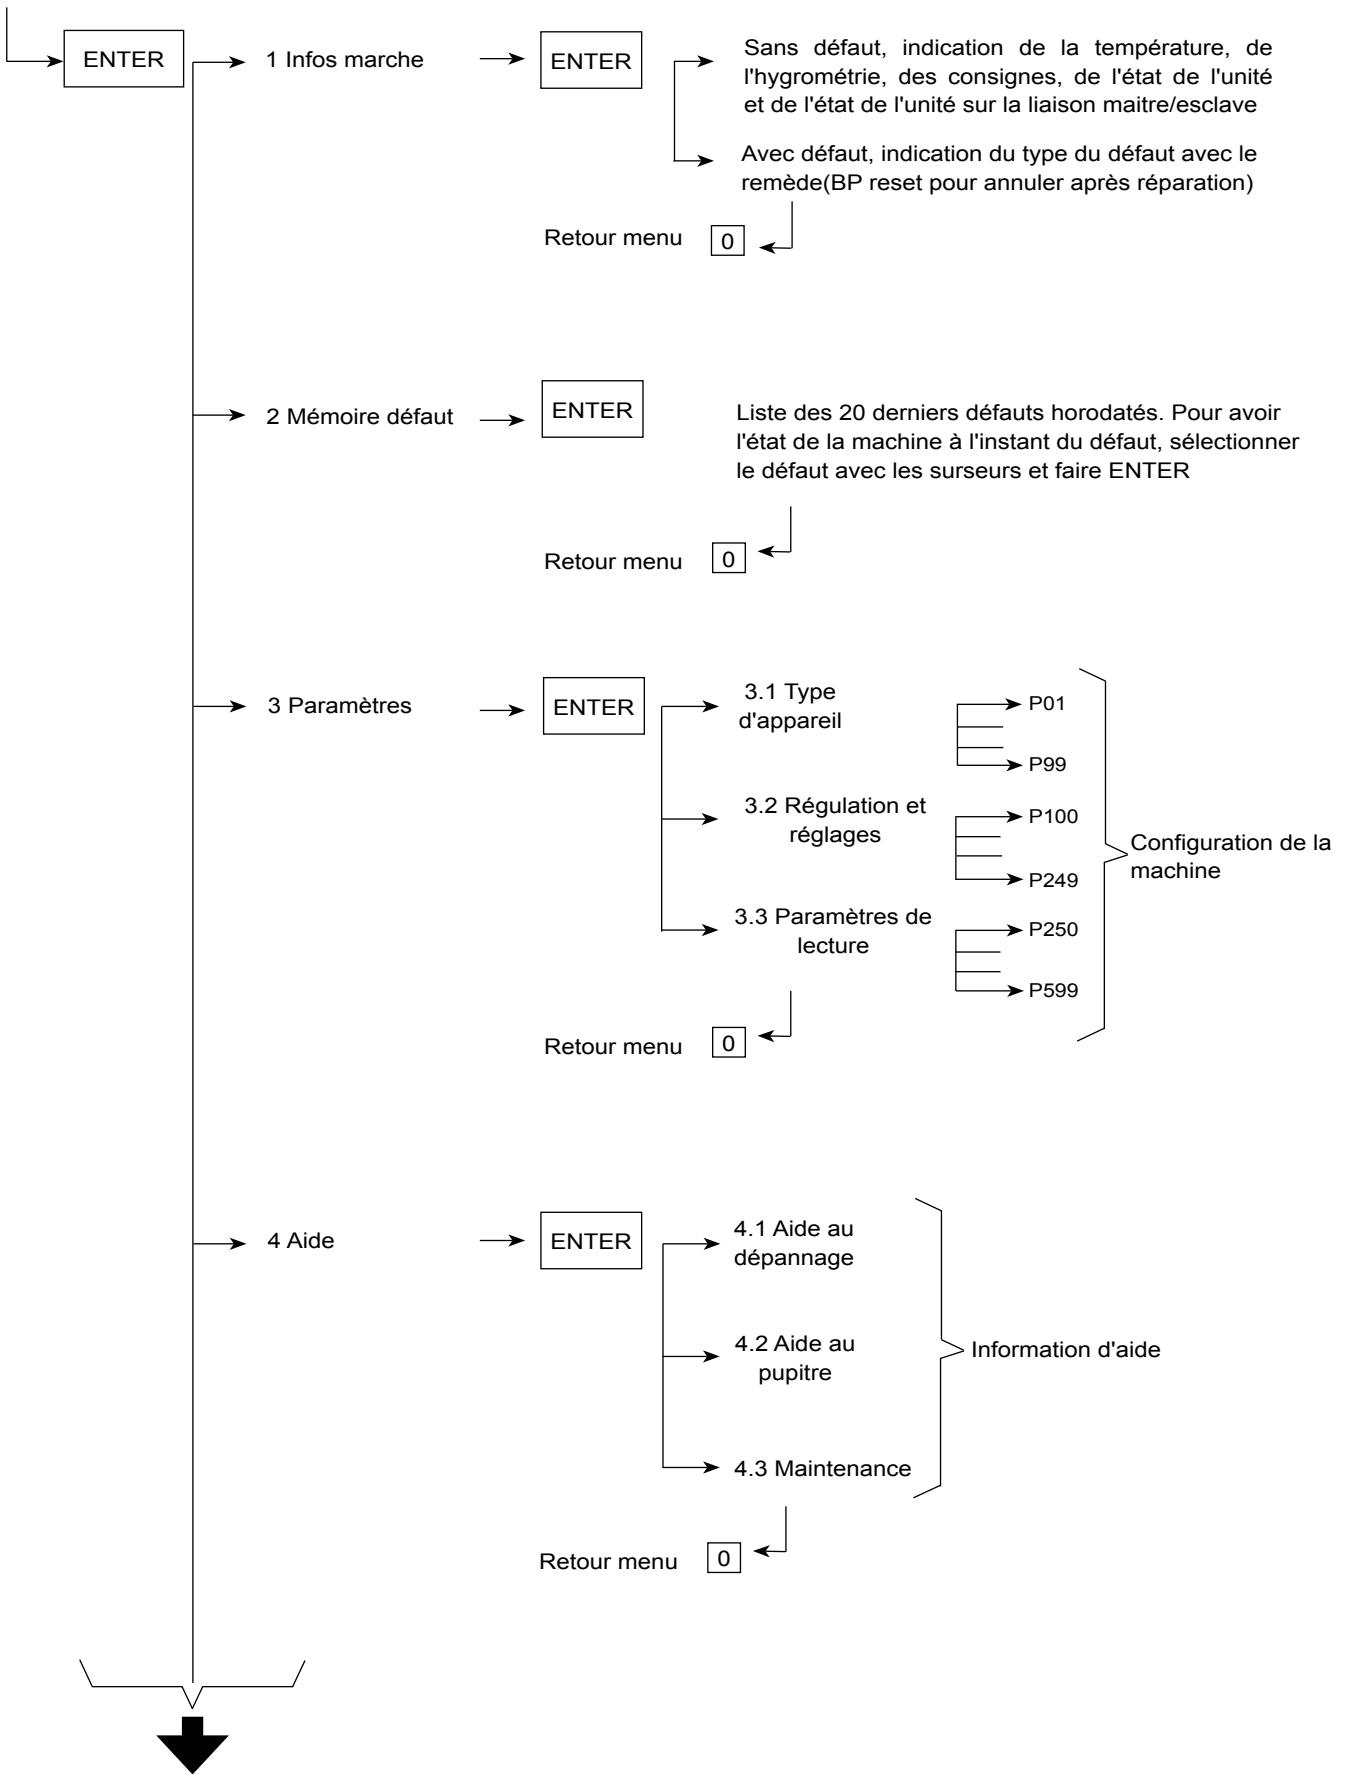 ENTER
1 Infos marche
ENTER
Sans défaut, indication de la température, de
l'hygrométrie, des consignes, de l'état de l'unité
et de l'état de l'unité sur la liaison maitre/esclave
Avec défaut, indication du type du défaut avec le
remède(BP reset pour annuler après réparation)
Retour menu 0
2 Mémoire défaut
ENTER
Liste des 20 derniers défauts horodatés. Pour avoir
l'état de la machine à l'instant du défaut, sélectionner
le défaut avec les surseurs et faire ENTER
Retour menu 0
3 Paramètres
ENTER
3.1 Type
d'appareil
P01
P99
3.2 Régulation et
réglages
P100
P249
3.3 Paramètres de
lecture
P250
P599
Configuration de la
machine
Retour menu 0
4 Aide
ENTER
4.1 Aide au
dépannage
4.2 Aide au
pupitre
4.3 Maintenance
Information d'aide
Retour menu 0